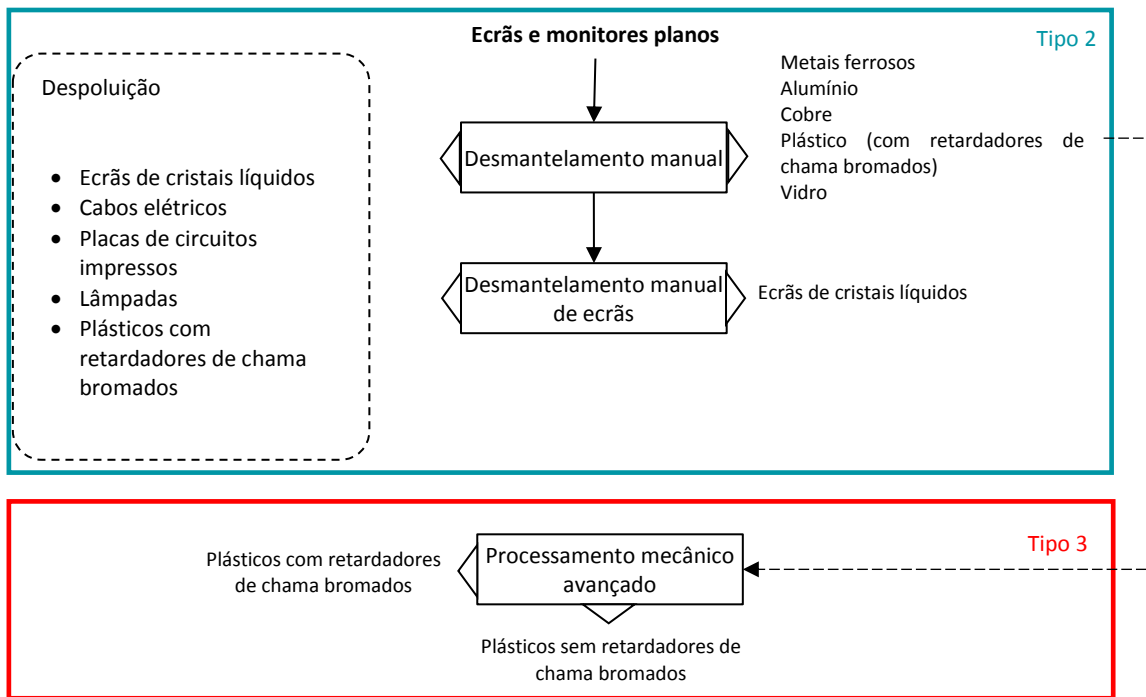 Ecrãs e monitores planos
Tipo 2
Despoluição
• Ecrãs de cristais líquidos
• Cabos elétricos
• Placas de circuitos
impressos
• Lâmpadas
• Plásticos com
retardadores de chama
bromados
Desmantelamento manual
Metais ferrosos
Alumínio
Cobre
Plástico (com retardadores de
chama bromados)
Vidro
Desmantelamento manual
de ecrãs
Ecrãs de cristais líquidos
Tipo 3
Plásticos com retardadores
de chama bromados
Processamento mecânico
avançado
Plásticos sem retardadores de
chama bromados